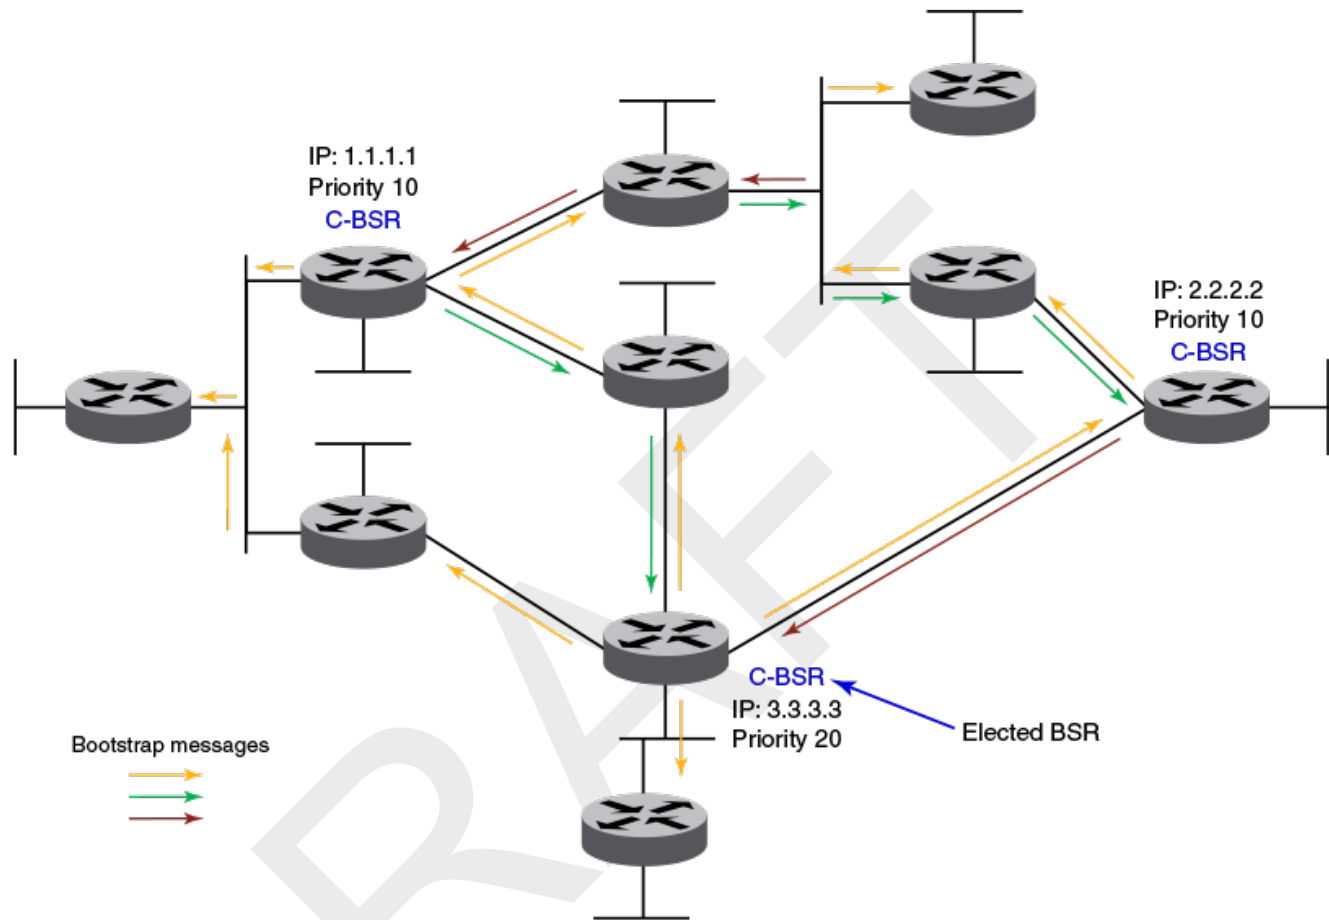 IP: 1.1.1.1
Priority 10
C-BSR
IP: 2.2.2.2
Priority 10
C-BSR
C-BSR
IP: 3.3.3.3
Priority 20
Elected BSR
Bootstrap messages
RAFT